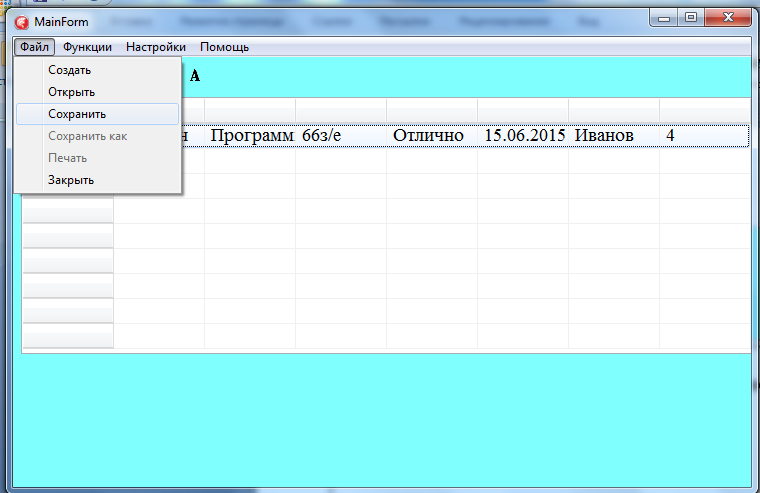 MainForm
Файл Функции Настройки Помощь
Создать
А
Открыть
Сохранить
н Программ 66з/е Отлично 15.06.2015 Иванов 4
Сохранить как
Печать
Закрыть